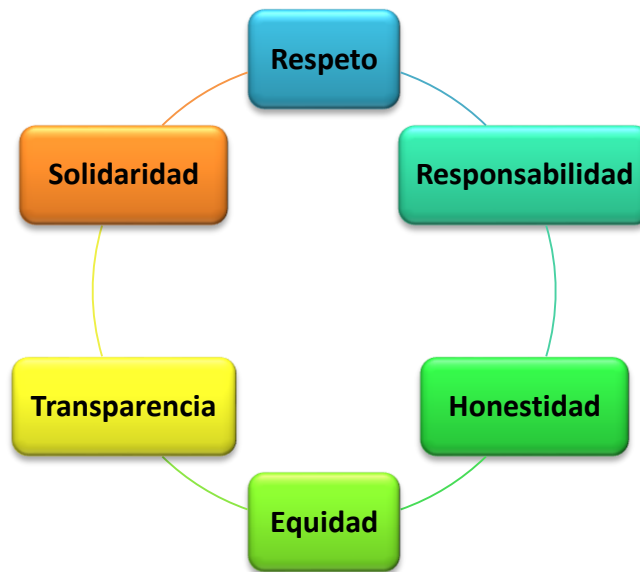 Respeto
Responsabilidad
Honestidad
Equidad
Transparencia
Solidaridad